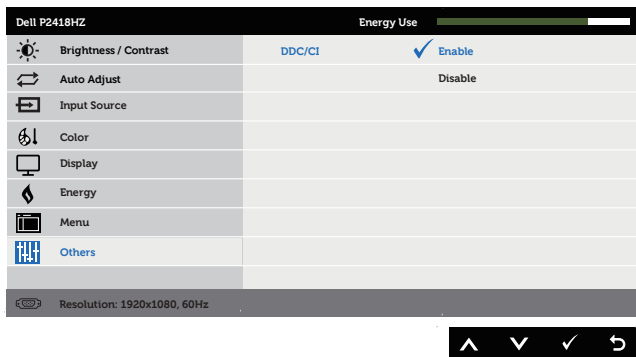 Dell P2418HZ Energy Use
Brightness / Contrast DDC/CI Enable
Auto Adjust Disable
Input Source
Color
Display
Energy
Menu
Others
Resolution: 1920x1080, 60Hz